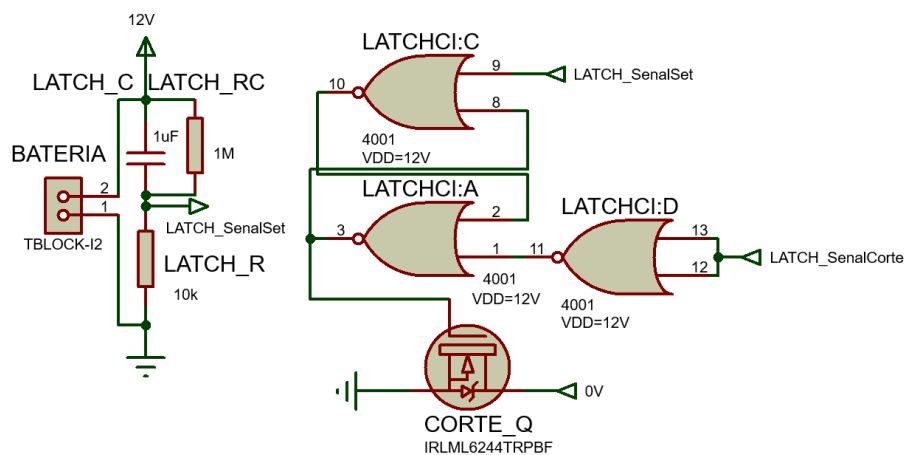 12V
LATCH_C
LATCH_RC
1uF
1M
BATERIA
2
1
TBLOCK-I2
LATCH_SenalSet
LATCH_R
10k
LATCHCI:C
10
9
LATCH_SenalSet
8
4001
VDD=12V
LATCHCI:A
3
2
1
4001
VDD=12V
LATCHCI:D
11
13
12
LATCH_SenalCorte
4001
VDD=12V
0V
CORTE_Q
IRLML6244TRPBF